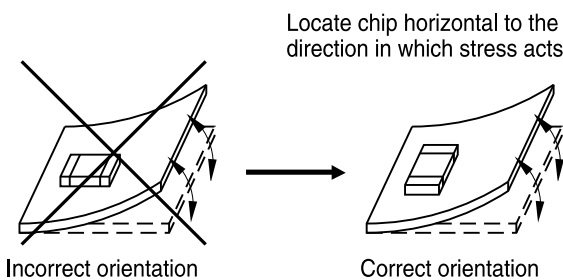 Locate chip horizontal to the
direction in which stress acts
Incorrect orientation
Correct orientation